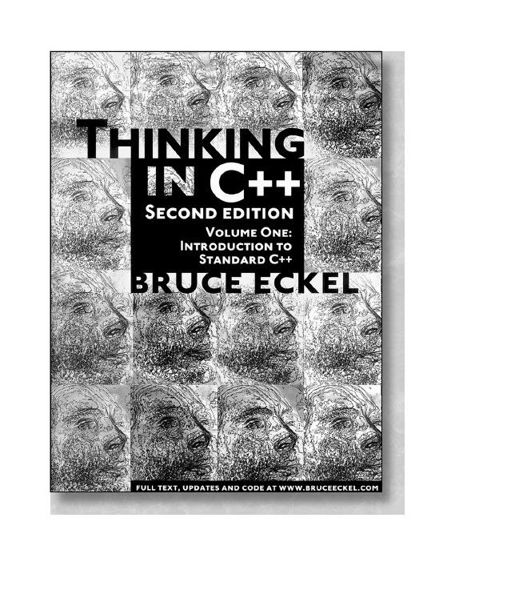 THINKING
IN C++
SECOND EDITION
VOLUME ONE:
INTRODUCTION TO
STANDARD C++
BRUCE ECKEL
FULL TEXT, UPDATES AND CODE AT WWW.BRUCEECKEL.COM